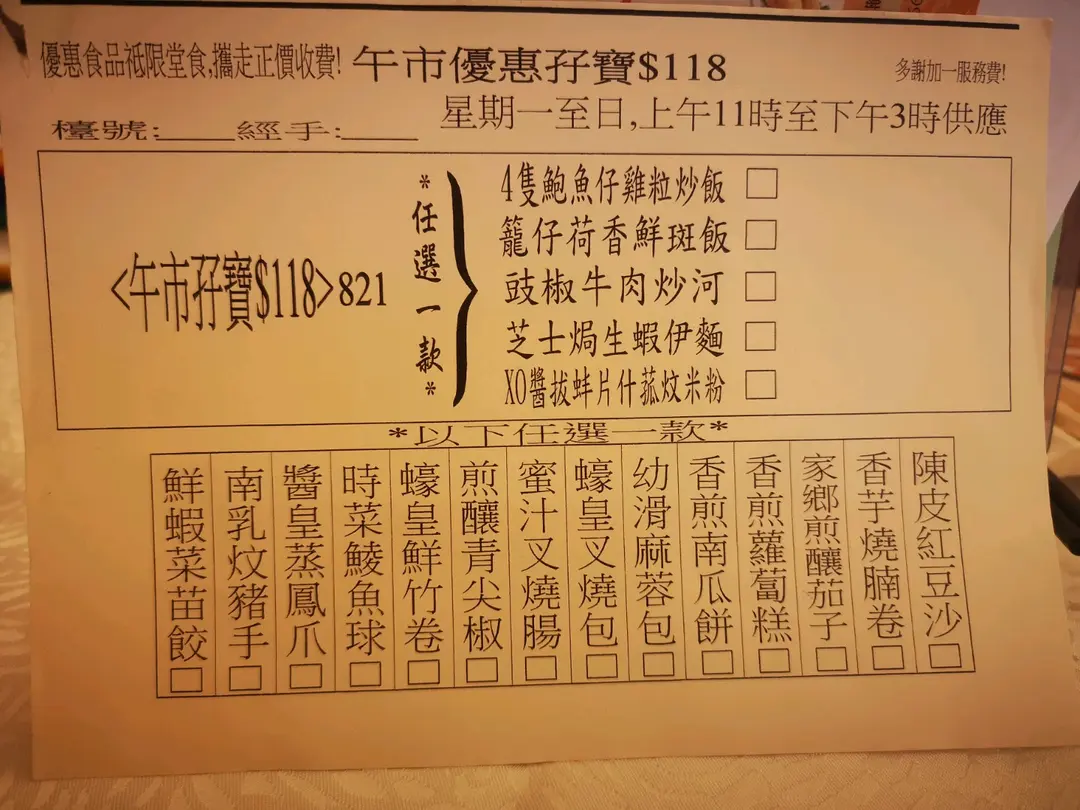 優惠食品祗限堂食,攜走正價收費!
午市優惠孖寶$118
多謝加一服務費!
星期一至日,上午11時至下午3時供應
檯號:____經手:____
<午市孖寶$118>821
*任選一款*
4隻鮑魚仔雞粒炒飯
籠仔荷香鮮斑飯
豉椒牛肉炒河
芝士焗生蝦伊麵
XO醬拔蚌片什菰炆米粉
*以下任選一款*
鮮蝦菜苗餃
南乳炆豬手
醬皇蒸鳳爪
時菜鯪魚球
蠔皇鮮竹卷
煎釀青尖椒
蜜汁叉燒腸
蠔皇叉燒包
幼滑麻蓉包
香煎南瓜餅
香煎蘿蔔糕
家鄉煎釀茄子
香芋燒腩卷
陳皮紅豆沙